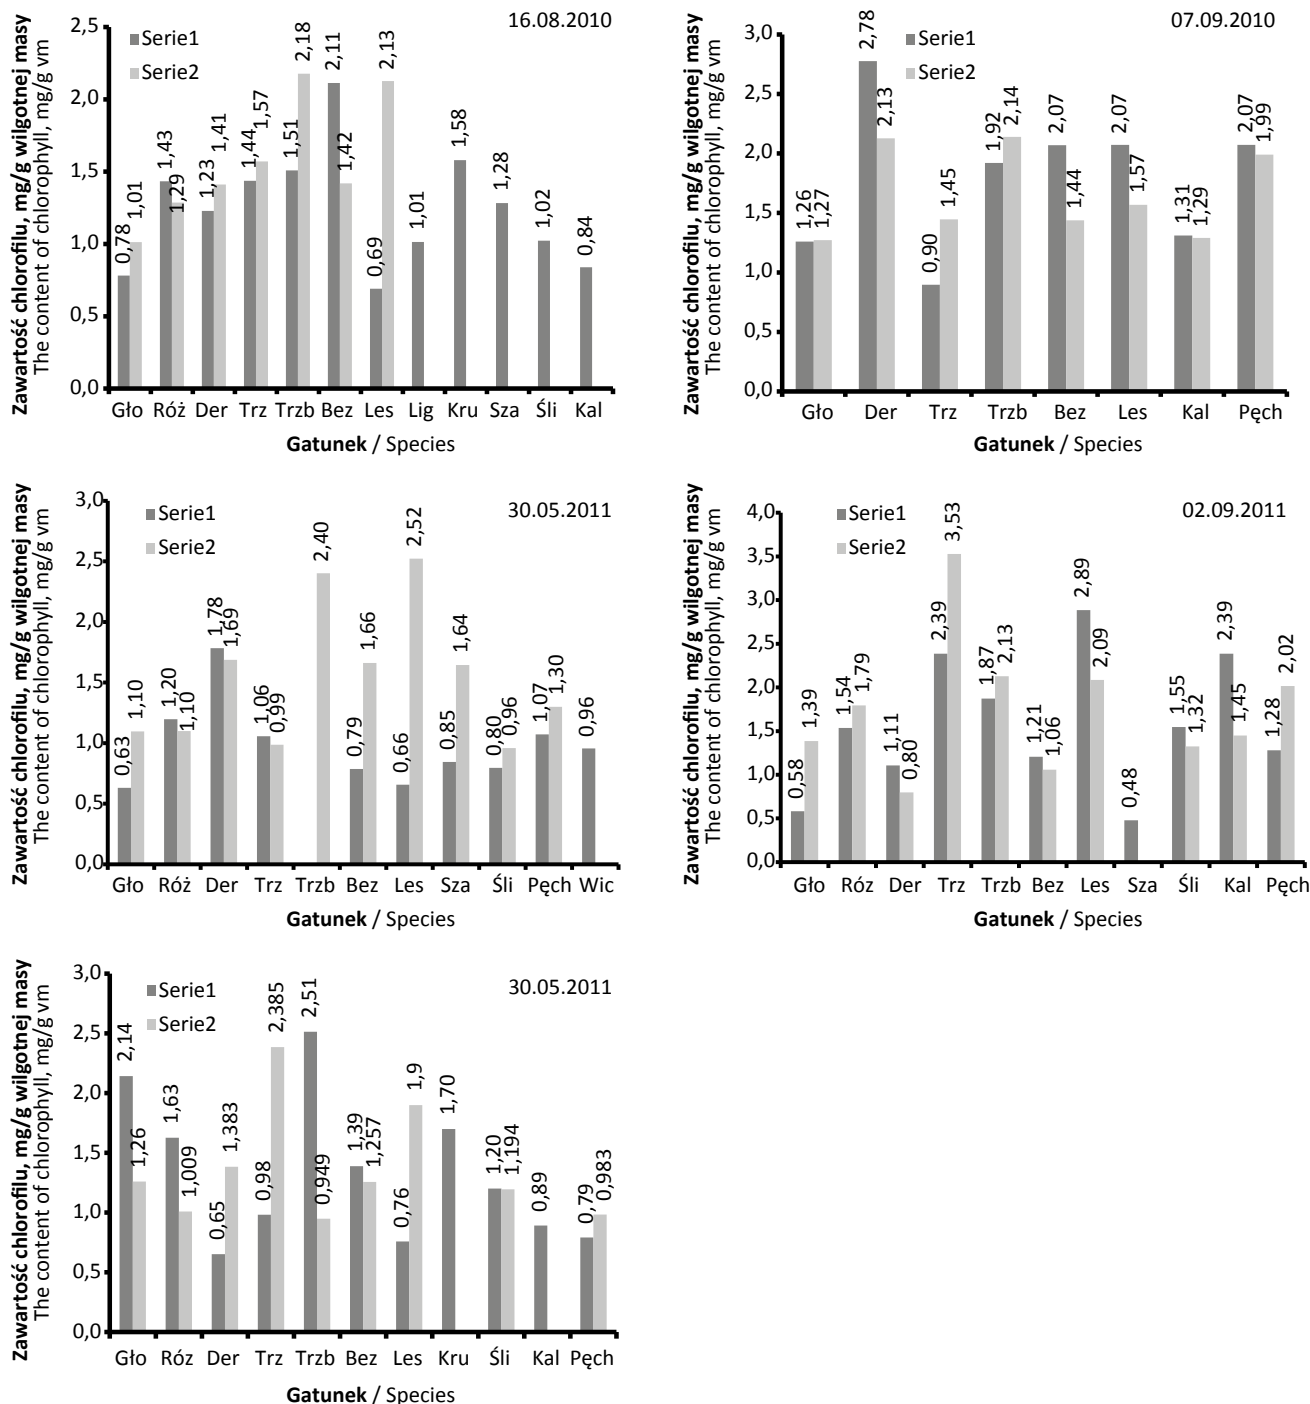 Zawartość chlorofilu, mg/g wilgotnej masy
The content of chlorophyll, mg/g vm
16.08.2010
Serie1
Serie2
2,5
2,0
1,5
1,0
0,5
0,0
0,78 1,01 1,43 1,29 1,23 1,41 1,44 1,57 1,51 2,18 2,11 1,42 0,69 2,13 1,01 1,58 1,28 1,02 0,84
Gło Róż Der Trz Trzb Bez Les Lig Kru Sza Śli Kal
Gatunek / Species
Zawartość chlorofilu, mg/g wilgotnej masy
The content of chlorophyll, mg/g vm
07.09.2010
Serie1
Serie2
3,0
2,5
2,0
1,5
1,0
0,5
0,0
1,26 1,27 2,78 2,13 0,90 1,45 1,92 2,14 2,07 1,44 2,07 1,57 1,31 1,29 2,07 1,99
Gło Der Trz Trzb Bez Les Kal Pęch
Gatunek / Species
Zawartość chlorofilu, mg/g wilgotnej masy
The content of chlorophyll, mg/g vm
30.05.2011
Serie1
Serie2
3,0
2,5
2,0
1,5
1,0
0,5
0,0
0,63 1,10 1,20 1,10 1,78 1,69 1,06 0,99 2,40 0,79 1,66 0,66 2,52 0,85 1,64 0,80 0,96 1,07 1,30 0,96
Gło Róż Der Trz Trzb Bez Les Sza Śli Pęch Wic
Gatunek / Species
Zawartość chlorofilu, mg/g wilgotnej masy
The content of chlorophyll, mg/g vm
02.09.2011
Serie1
Serie2
4,0
3,5
3,0
2,5
2,0
1,5
1,0
0,5
0,0
0,58 1,39 1,54 1,79 1,11 0,80 2,39 3,53 1,87 2,13 1,21 1,06 2,89 2,09 0,48 1,55 1,32 2,39 1,45 1,28 2,02
Gło Róz Der Trz Trzb Bez Les Sza Śli Kal Pęch
Gatunek / Species
Zawartość chlorofilu, mg/g wilgotnej masy
The content of chlorophyll, mg/g vm
30.05.2011
Serie1
Serie2
3,0
2,5
2,0
1,5
1,0
0,5
0,0
2,14 1,26 1,63 1,009 0,65 1,383 0,98 2,385 2,51 0,949 1,39 1,257 0,76 1,9 1,70 1,20 1,194 0,89 0,79 0,983
Gło Róz Der Trz Trzb Bez Les Kru Śli Kal Pęch
Gatunek / Species